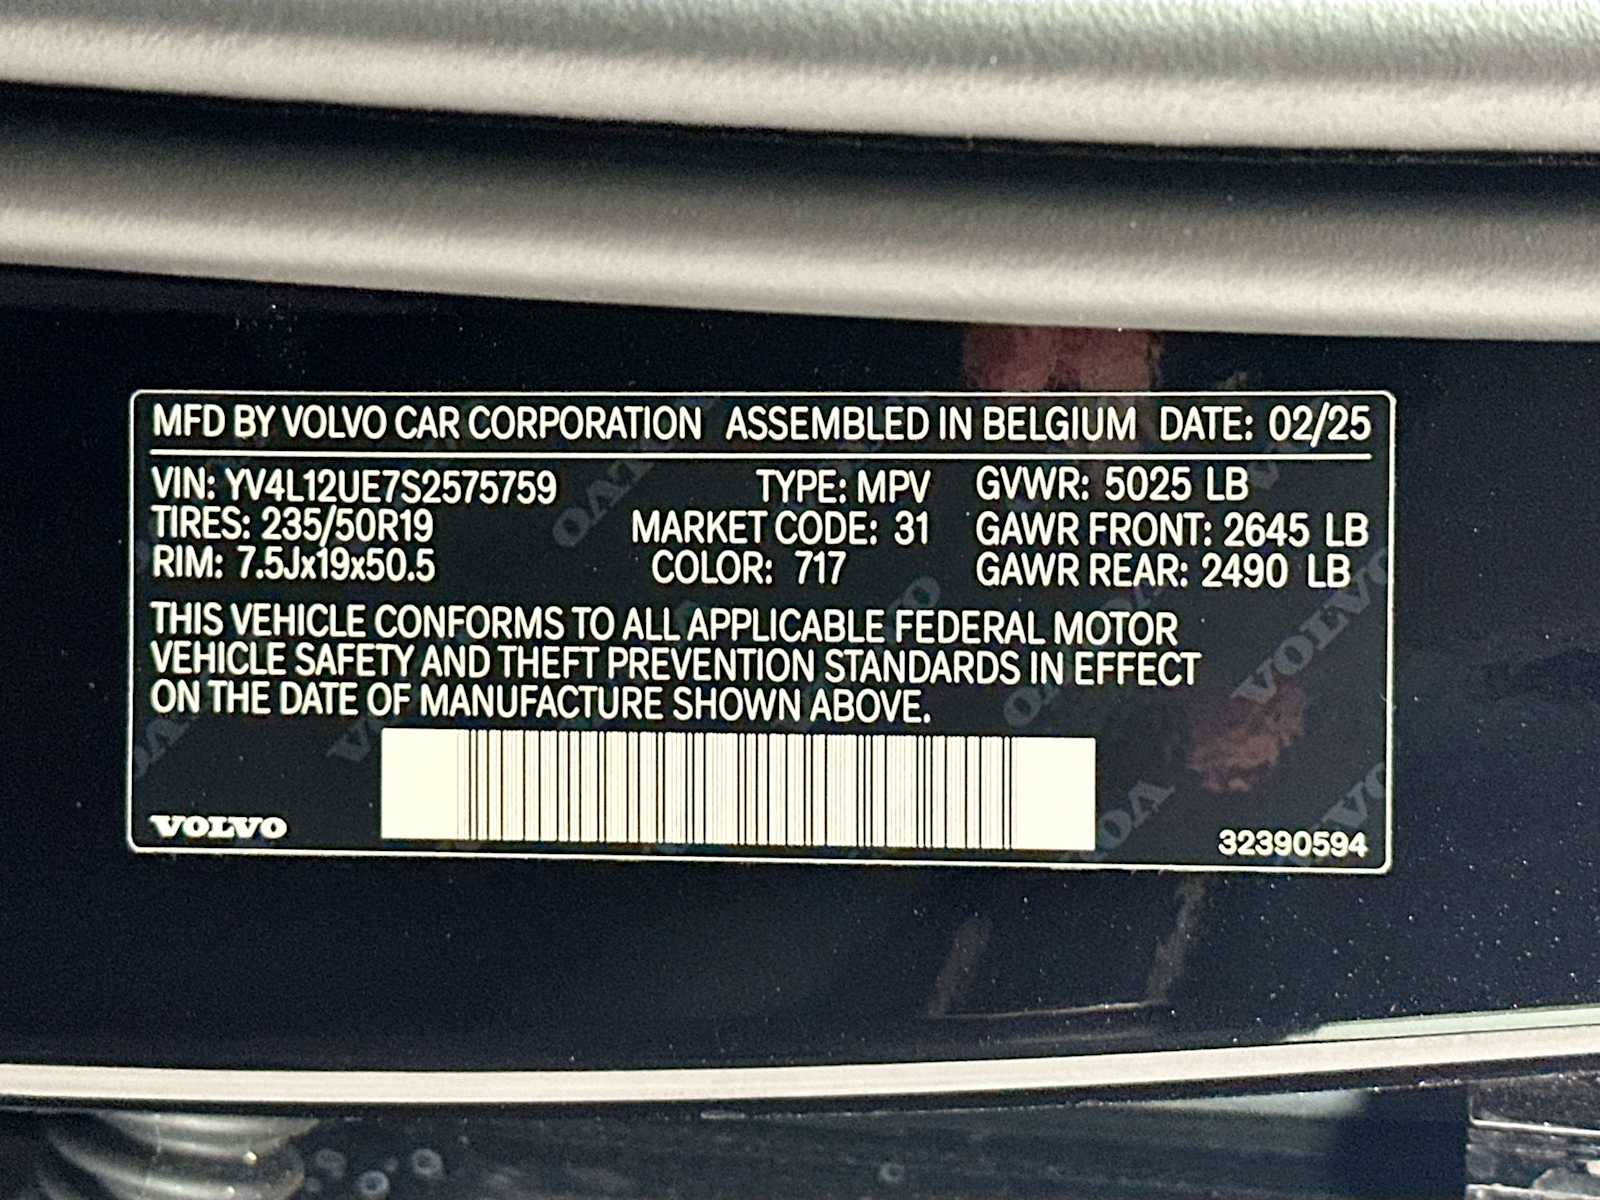 MFD BY VOLVO CAR CORPORATION ASSEMBLED IN BELGIUM DATE: 02/25
VIN: YV4L12UE7S2575759 TYPE: MPV GVWR: 5025 LB
TIRES: 235/50R19 MARKET CODE: 31 GAWR FRONT: 2645 LB
RIM: 7.5Jx19x50.5 COLOR: 717 GAWR REAR: 2490 LB
THIS VEHICLE CONFORMS TO ALL APPLICABLE FEDERAL MOTOR
VEHICLE SAFETY AND THEFT PREVENTION STANDARDS IN EFFECT
ON THE DATE OF MANUFACTURE SHOWN ABOVE.
VOLVO
32390594